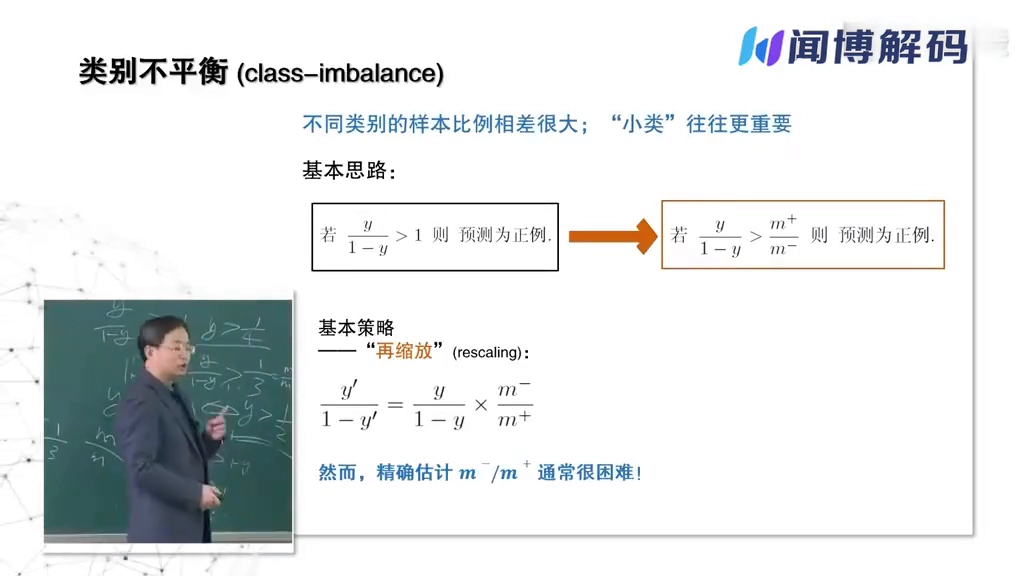 闻博解码
类别不平衡 (class-imbalance)
不同类别的样本比例相差很大；“小类”往往更重要
基本思路：
若 y/(1−y) > 1 则 预测为正例.
若 y/(1−y) > m⁺/m⁻ 则 预测为正例.
基本策略
——“再缩放” (rescaling)：
y′/(1−y′) = y/(1−y) × m⁻/m⁺
然而，精确估计 m⁻/m⁺ 通常很困难！